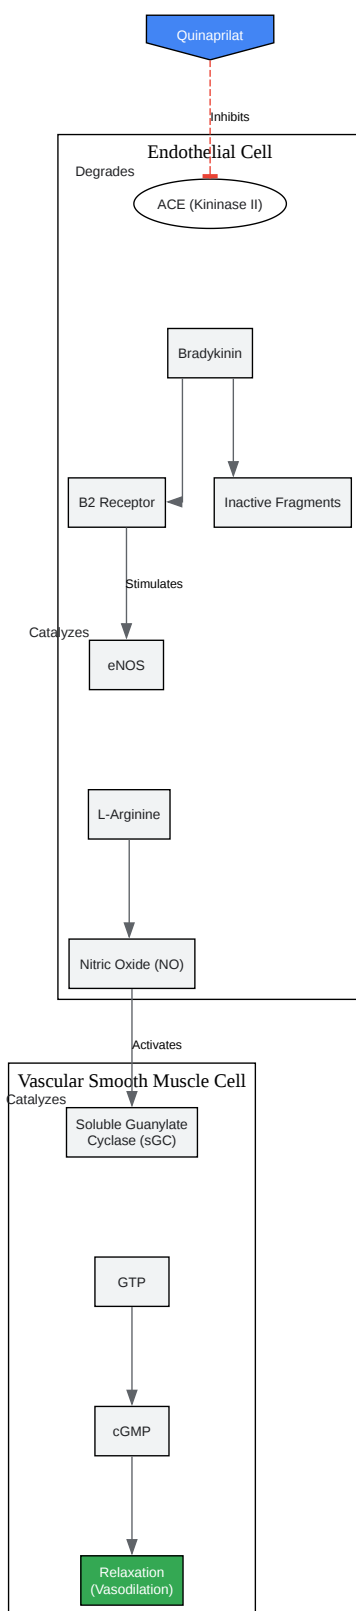 Quinaprilat
Inhibits
Endothelial Cell
Degrades
ACE (Kininase II)
Bradykinin
B2 Receptor
Inactive Fragments
Stimulates
Catalyzes
eNOS
L-Arginine
Nitric Oxide (NO)
Activates
Vascular Smooth Muscle Cell
Catalyzes
Soluble Guanylate
Cyclase (sGC)
GTP
cGMP
Relaxation
(Vasodilation)